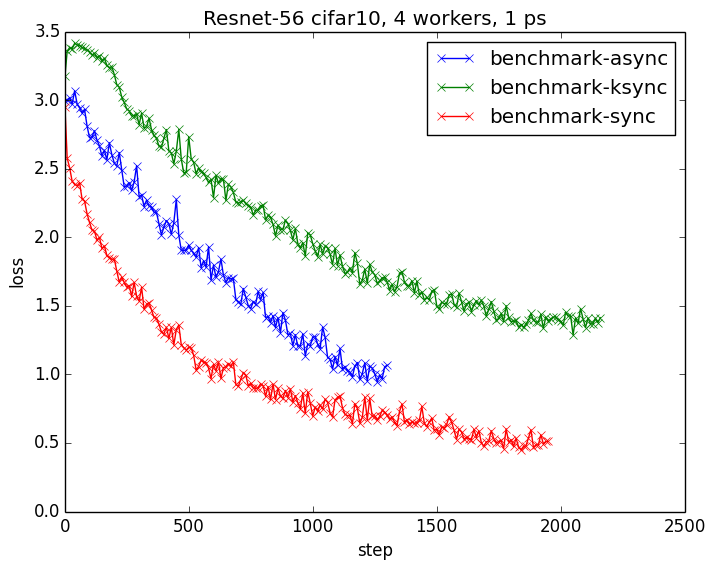 Resnet-56 cifar10, 4 workers, 1 ps
3.5
3.0
2.5
2.0
1.5
1.0
0.5
0.0
loss
benchmark-async
benchmark-ksync
benchmark-sync
0 500 1000 1500 2000 2500
step